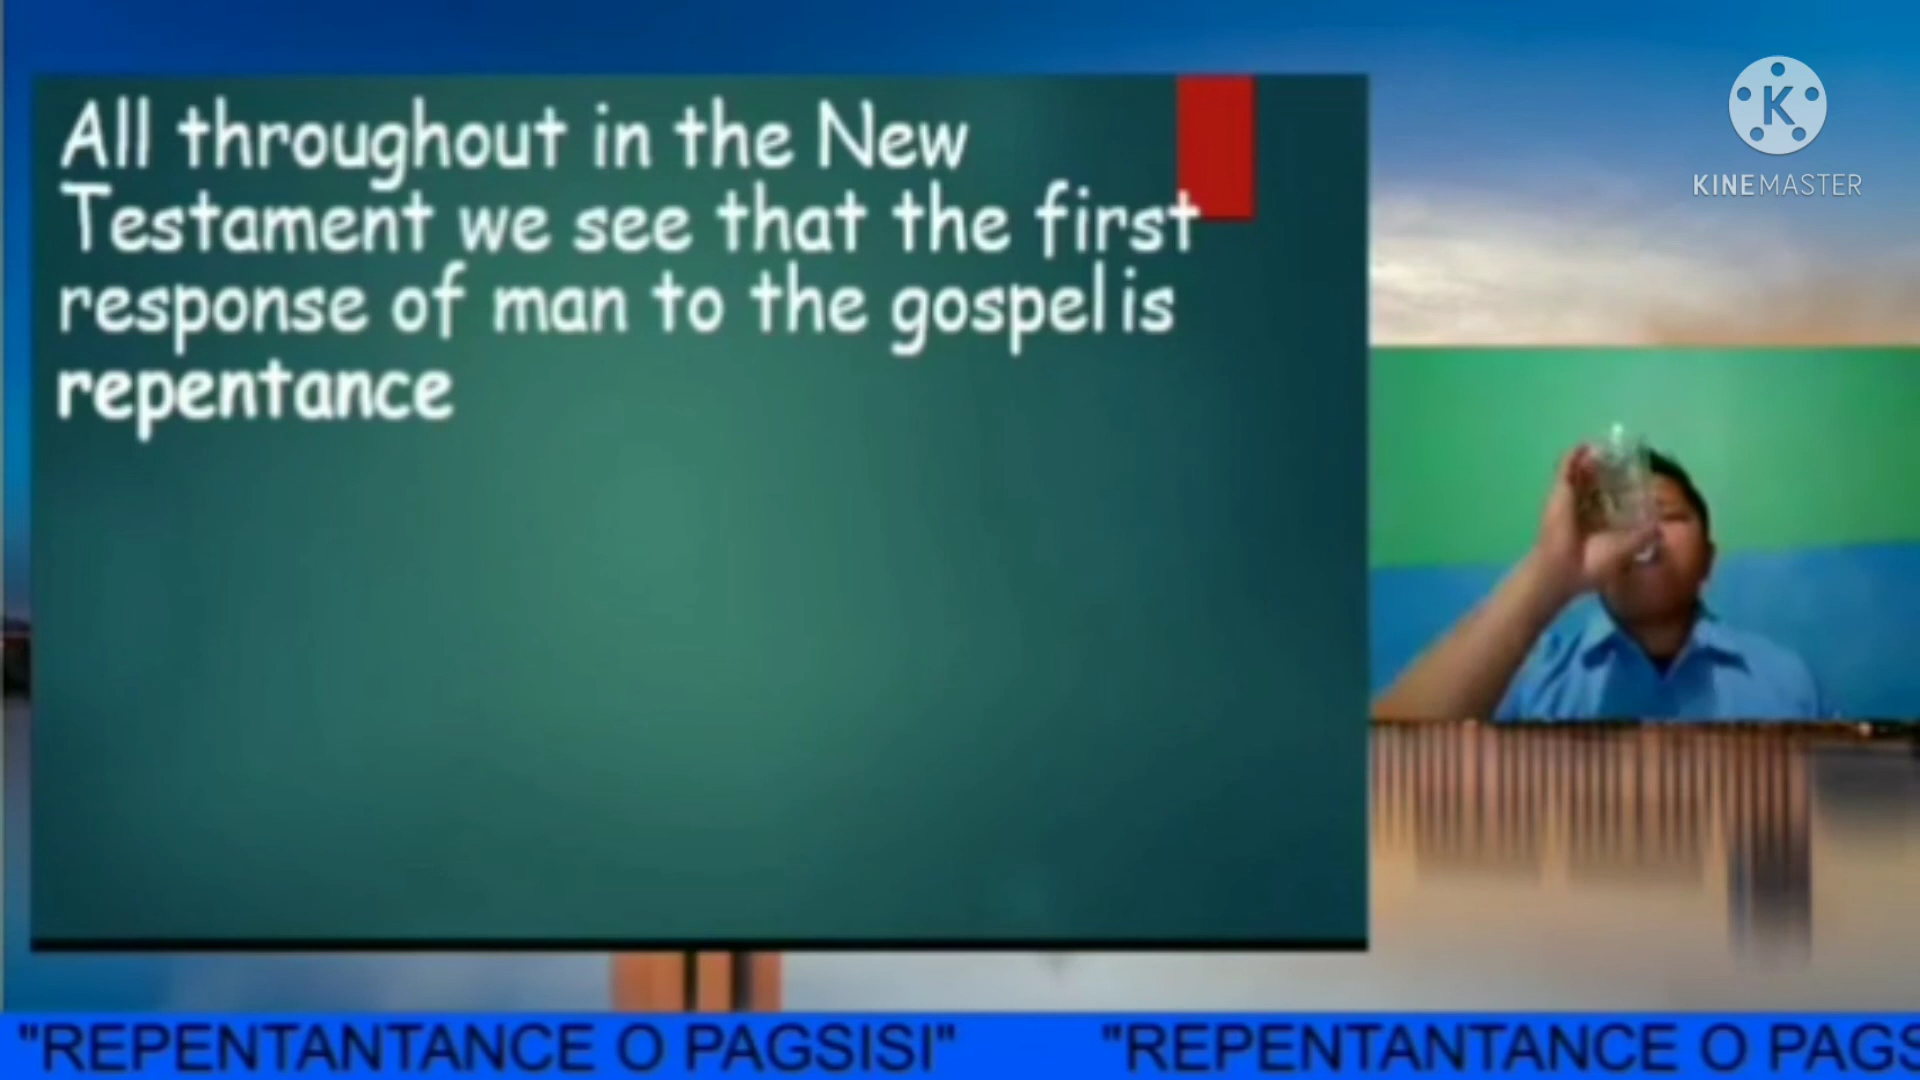 All throughout in the New
Testament we see that the first
response of man to the gospel is
repentance
K
KINEMASTER
"REPENTANTANCE O PAGSISI" "REPENTANTANCE O PAGS